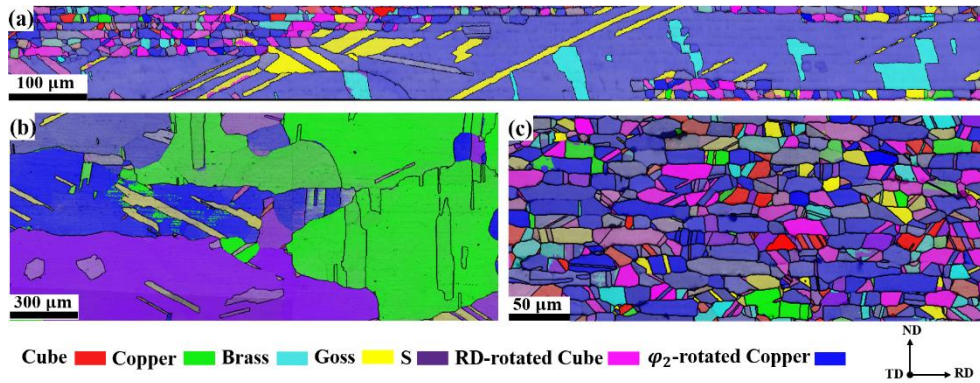 (a)
100 µm
(b)
300 µm
(c)
50 µm
Cube Copper Brass Goss S RD-rotated Cube φ₂-rotated Copper
ND
TD RD